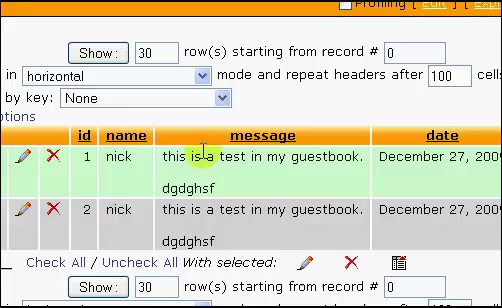 Profiling [ Edit ] [
Show : 30 row(s) starting from record # 0
in horizontal mode and repeat headers after 100 cells
by key: None
ptions
id name message date
1 nick this is a test in my guestbook. December 27, 2009
dgdghsf
2 nick this is a test in my guestbook. December 27, 2009
dgdghsf
Check All / Uncheck All With selected:
Show : 30 row(s) starting from record # 0